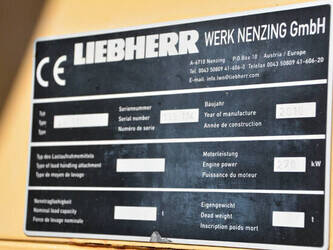 CE LIEBHERR WERK NENZING GmbH
A-6710 Nenzing P.O Box 10 Austria / Europe
Tel 0043 50809 41-606-0 Telefax 0043 50809 41-606-20
info.lwn@liebherr.com
Typ
Type
Type
Seriennummer
Serial number
Numéro de série
Baujahr
Year of manufacture
Année de construction
Typ des Lastaufnahmemittels
Type of load handling attachment
Type de moyen de levage
Motorleistung
Engine power kW
Puissance du moteur
Nenntragfähigkeit
Nominal load capacity t
Force de levage nominale
Eigengewicht
Dead weight t
Inscription poids mort